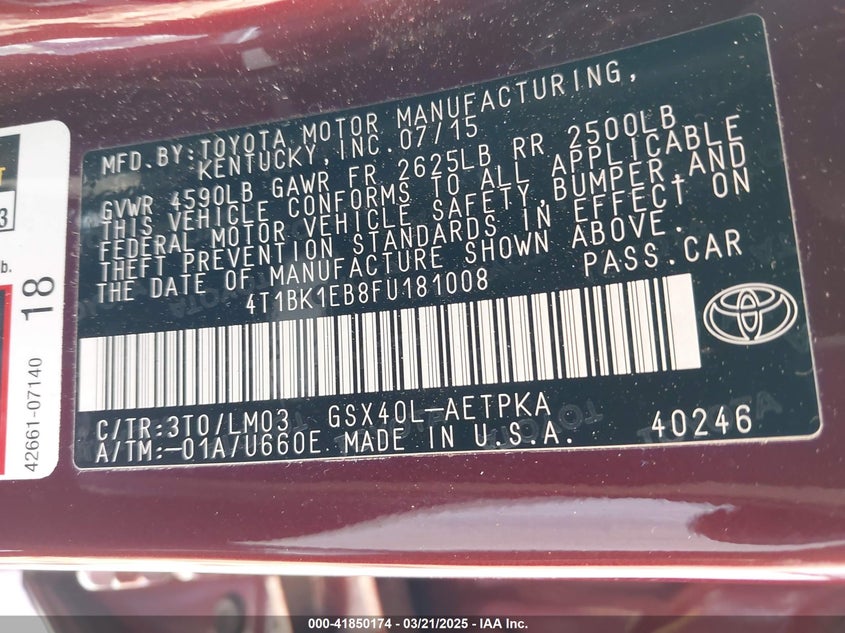 MFD. BY: TOYOTA MOTOR MANUFACTURING,
KENTUCKY, INC. 07/15
GVWR 4590LB GAWR FR 2625LB RR 2500LB
THIS VEHICLE CONFORMS TO ALL APPLICABLE
FEDERAL MOTOR VEHICLE SAFETY, BUMPER, AND
THEFT PREVENTION STANDARDS IN EFFECT ON
THE DATE OF MANUFACTURE SHOWN ABOVE.
PASS. CAR
4T1BK1EB8FU181008
C/TR:3T0/LM03 GSX40L-AETPKA
A/TM:-01A/U660E MADE IN U.S.A. 40246
3
b.
18
42661-07140
000-41850174 — 03/21/2025 — IAA Inc.